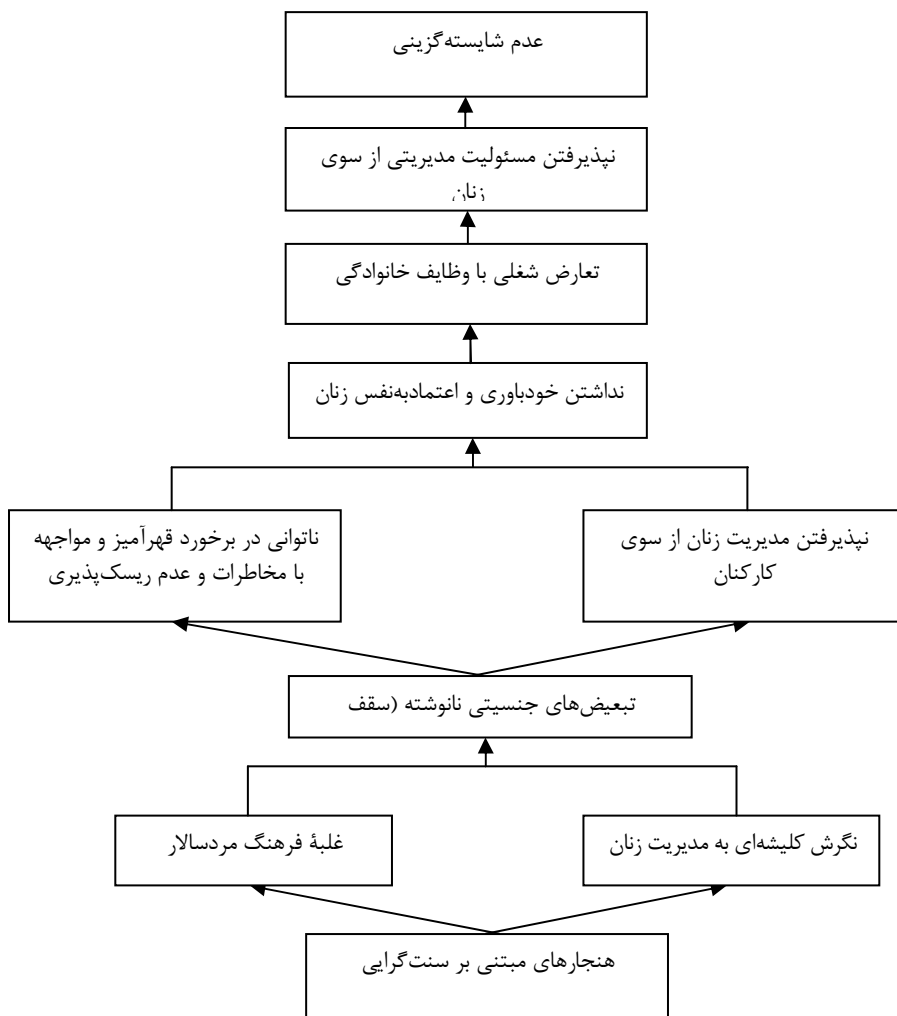 عدم شایسته‌گزینی
نپذیرفتن مسئولیت مدیریتی از سوی
زنان
تعارض شغلی با وظایف خانوادگی
نداشتن خودباوری و اعتمادبه‌نفس زنان
نپذیرفتن مدیریت زنان از سوی
کارکنان
ناتوانی در برخورد قهرآمیز و مواجهه
با مخاطرات و عدم ریسک‌پذیری
تبعیض‌های جنسیتی نانوشته (سقف
نگرش کلیشه‌ای به مدیریت زنان
غلبۀ فرهنگ مردسالار
هنجارهای مبتنی بر سنت‌گرایی